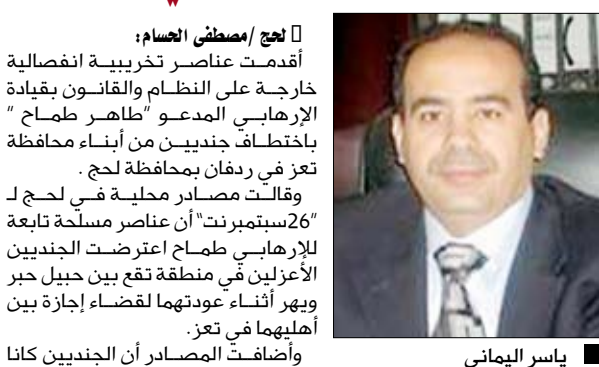 لحج /مصطفى الحسام:
أقدمت عناصر تخريبية انفصالية
خارجة على النظام والقانون بقيادة
الإرهابي المدعو "طاهر طماح "
باختطاف جنديين من أبناء محافظة
تعز في ردفان بمحافظة لحج .
وقالت مصادر محلية في لحج لـ
"26سبتمبرنت" أن عناصر مسلحة تابعة
للإرهابي طماح اعترضت الجنديين
الأعزلين في منطقة تقع بين حبيل حبر
ويهر أثناء عودتهما لقضاء إجازة بين
أهليهما في تعز.
وأضافت المصادر أن الجنديين كانا
ياسر اليماني